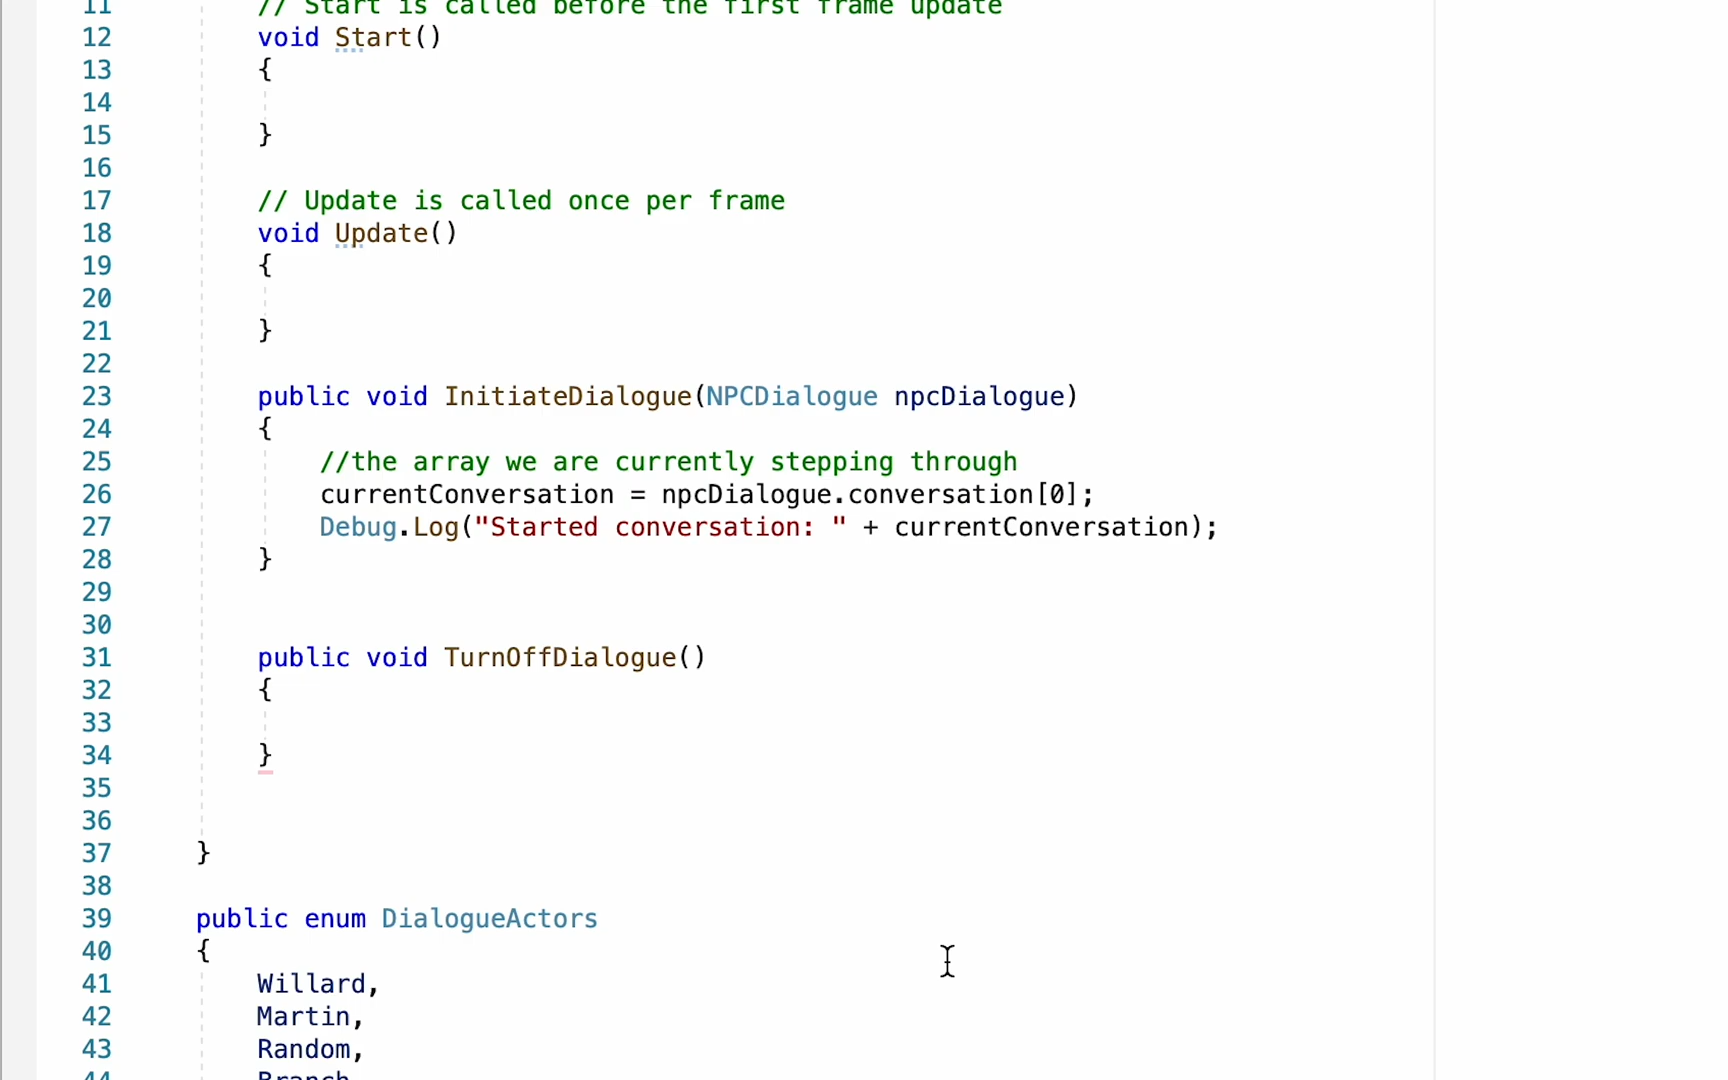 11 // Start is called before the first frame update
12 void Start()
13 {
14
15 }
16
17 // Update is called once per frame
18 void Update()
19 {
20
21 }
22
23 public void InitiateDialogue(NPCDialogue npcDialogue)
24 {
25 //the array we are currently stepping through
26 currentConversation = npcDialogue.conversation[0];
27 Debug.Log("Started conversation: " + currentConversation);
28 }
29
30
31 public void TurnOffDialogue()
32 {
33
34 }
35
36
37 }
38
39 public enum DialogueActors
40 {
41 Willard,
42 Martin,
43 Random,
44 Branch